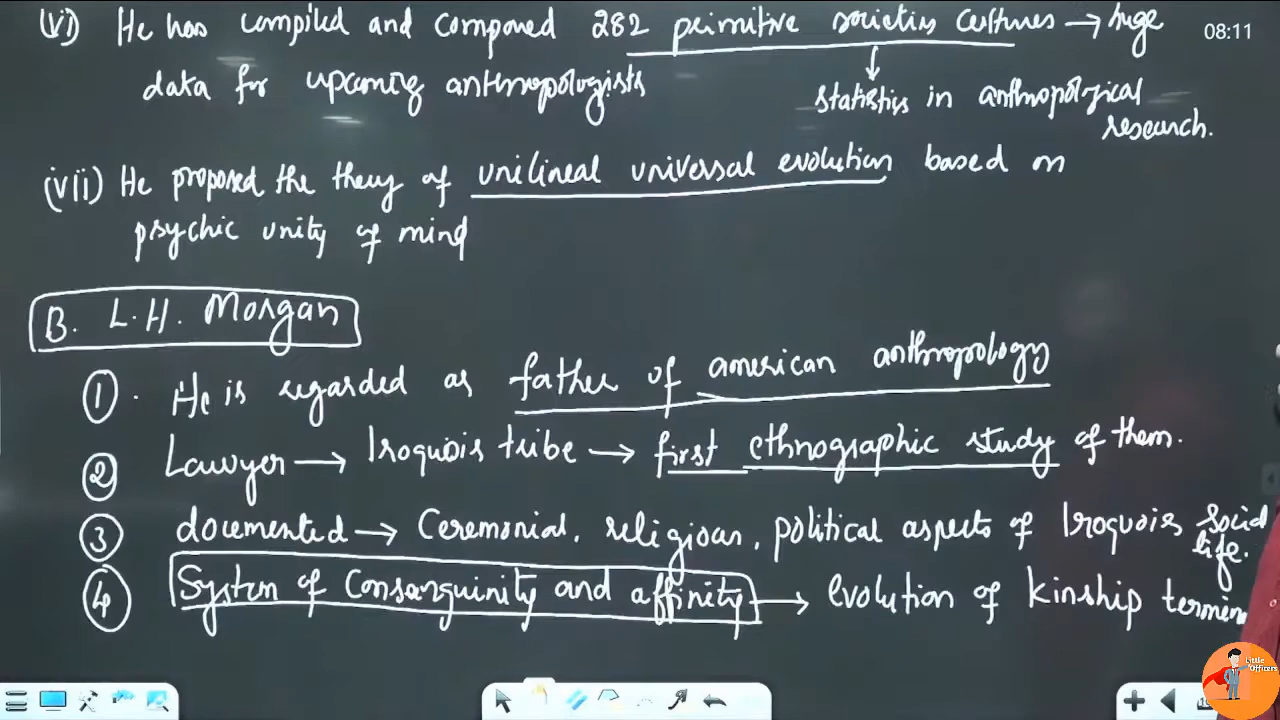 (vi) He has compiled and compared 282 primitive societies cultures → huge
08:11
data for upcoming anthropologists
statistics in anthropological
research.
(vii) He proposed the theory of unilineal universal evolution based on
psychic unity of mind
B. L.H. Morgan
① . He is regarded as father of american anthropology
② Lawyer → Iroquois tribe → first ethnographic study of them.
③ documented → Ceremonial, religious, political aspects of Iroquois social
life.
④ System of Consanguinity and affinity → evolution of kinship termin
Little
Officers